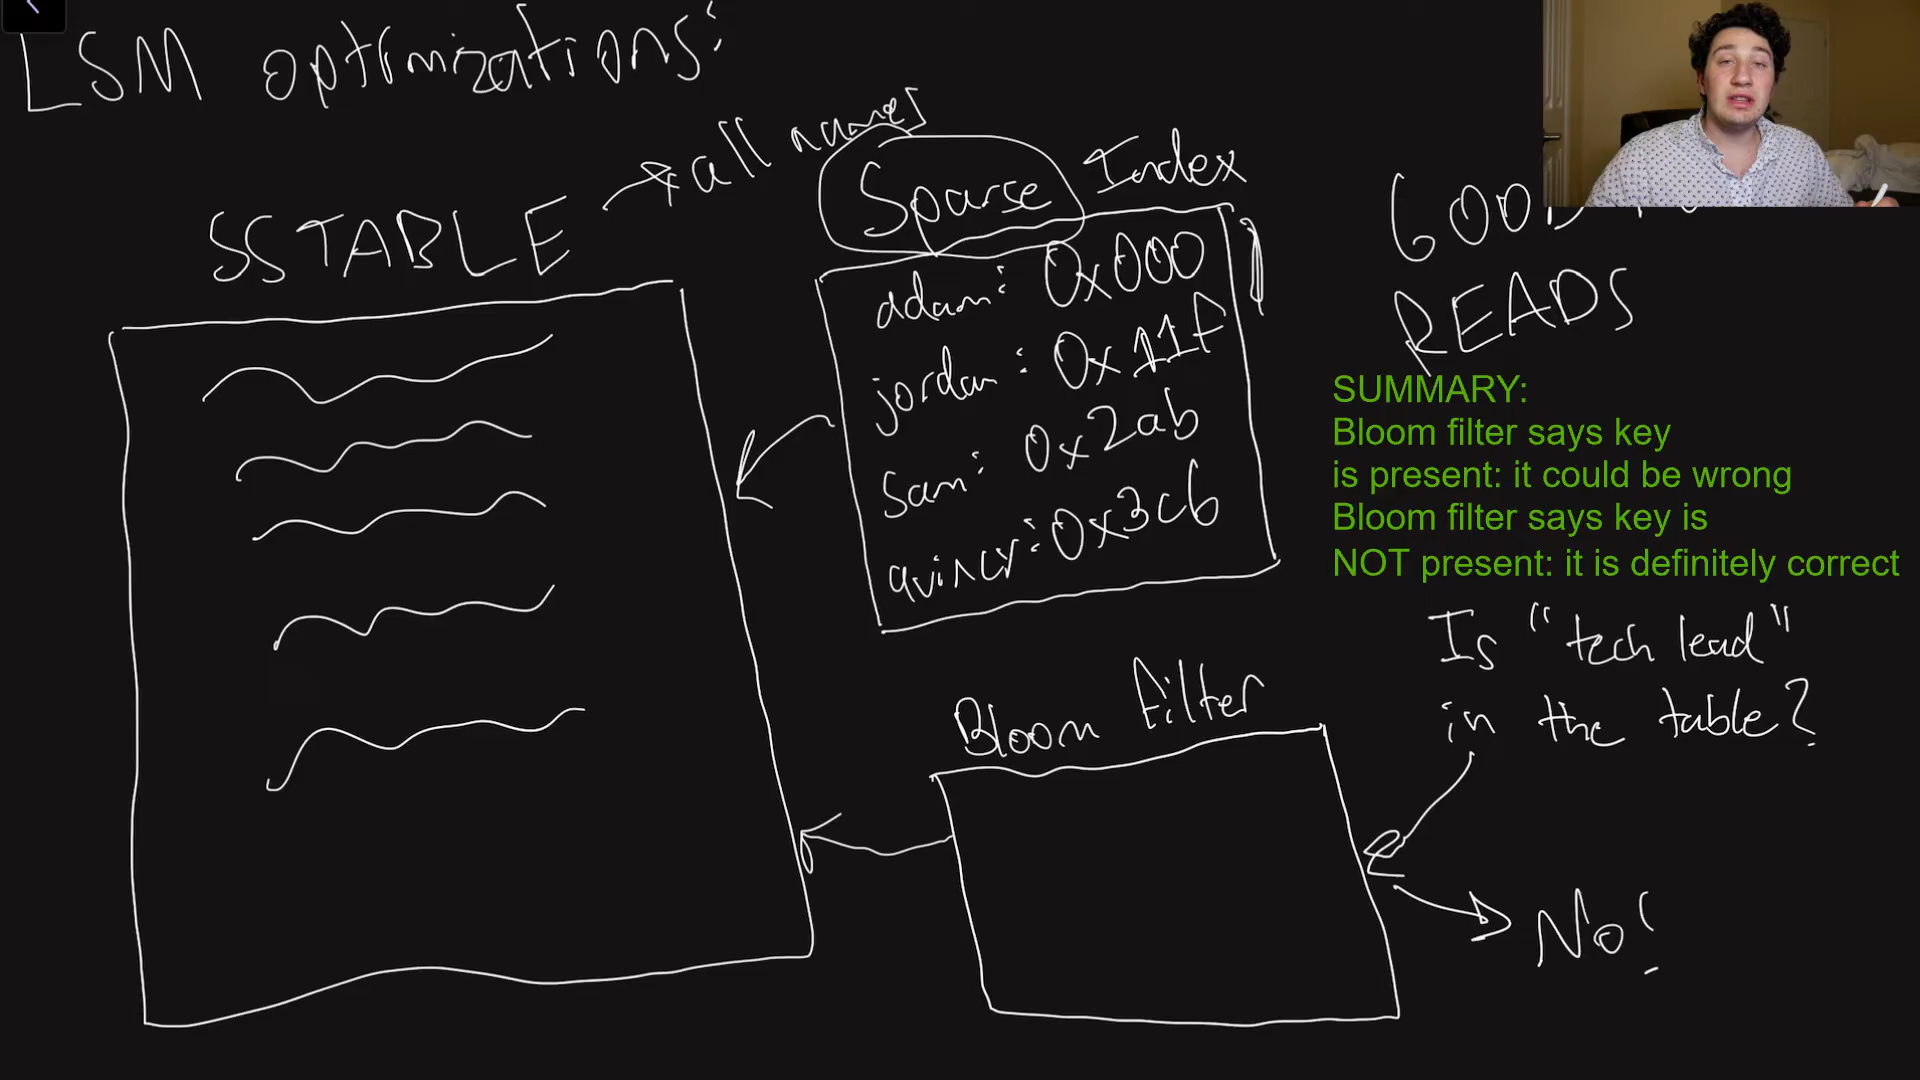 LSM optimizations:
SSTABLE
all names
Sparse Index
adam: 0x000
jordan: 0x11f
Sam: 0x2ab
quincy: 0x3c6
GOOD
READS
SUMMARY:
Bloom filter says key
is present: it could be wrong
Bloom filter says key is
NOT present: it is definitely correct
Bloom filter
Is "tech lead"
in the table?
No!